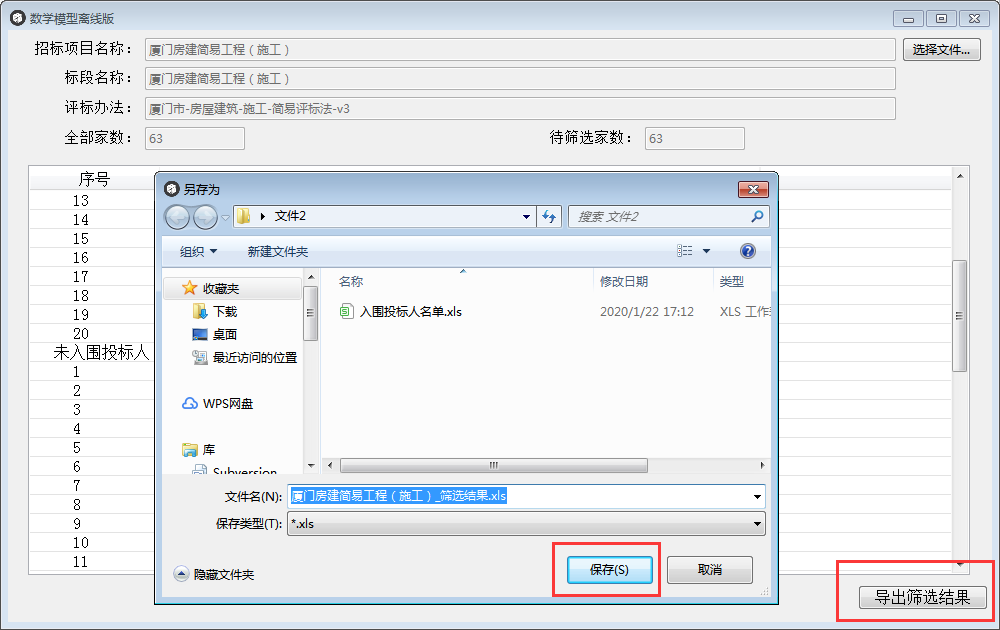 数学模型离线版
招标项目名称： 厦门房建简易工程（施工） 选择文件...
标段名称： 厦门房建简易工程（施工）
评标办法： 厦门市-房屋建筑-施工-简易评标法-v3
全部家数： 63 待筛选家数： 63
序号
13
14
15
16
17
18
19
20
未入围投标人
1
2
3
4
5
6
7
8
9
10
11
另存为
文件2 搜索 文件2
组织 新建文件夹
名称 修改日期 类型
收藏夹
下载
桌面
最近访问的位置
WPS网盘
库
Subversion
入围投标人名单.xls 2020/1/22 17:12 XLS 工作
文件名(N): 厦门房建简易工程（施工）_筛选结果.xls
保存类型(T): *.xls
隐藏文件夹 保存(S) 取消
导出筛选结果